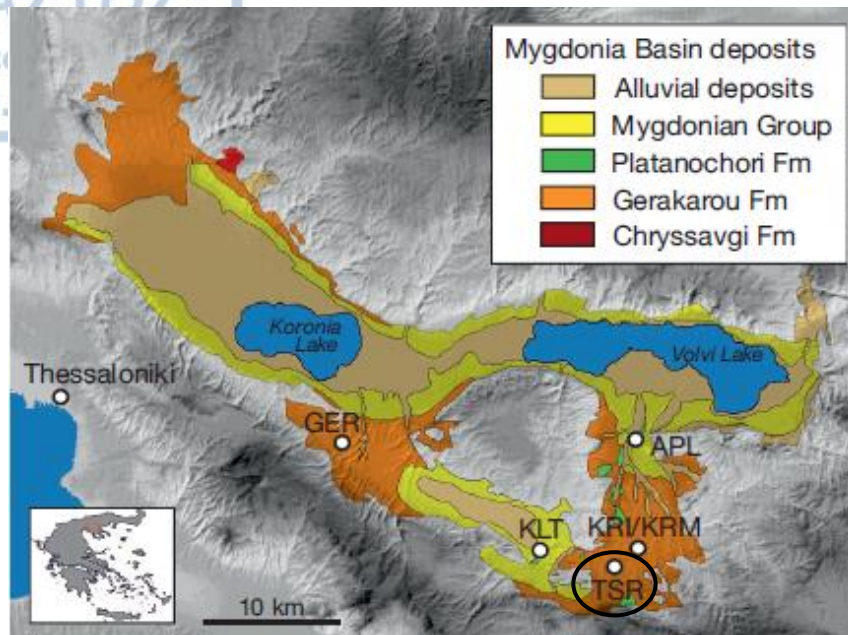 Mygdonia Basin deposits
Alluvial deposits
Mygdonian Group
Platanochori Fm
Gerakarou Fm
Chryssavgi Fm
Koronia
Lake
Volvi Lake
Thessaloniki
GER
APL
KLT
KRI/KRM
TSR
10 km